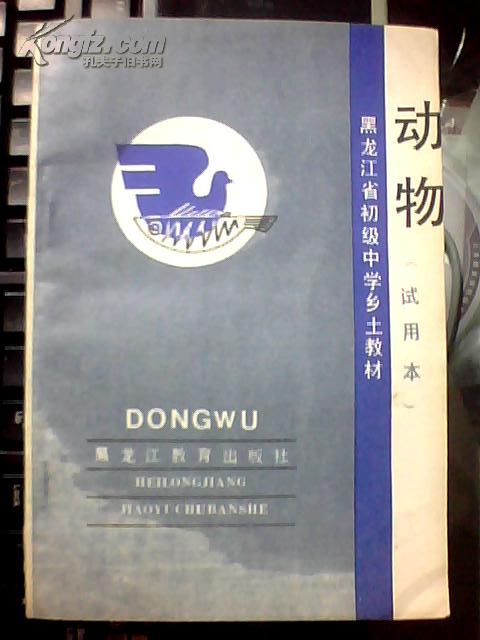 Kongfz.com
孔夫子旧书网
动物
（试用本）
黑龙江省初级中学乡土教材
DONGWU
黑龙江教育出版社
HEILONGJIANG
JIAOYUCHUBANSHE